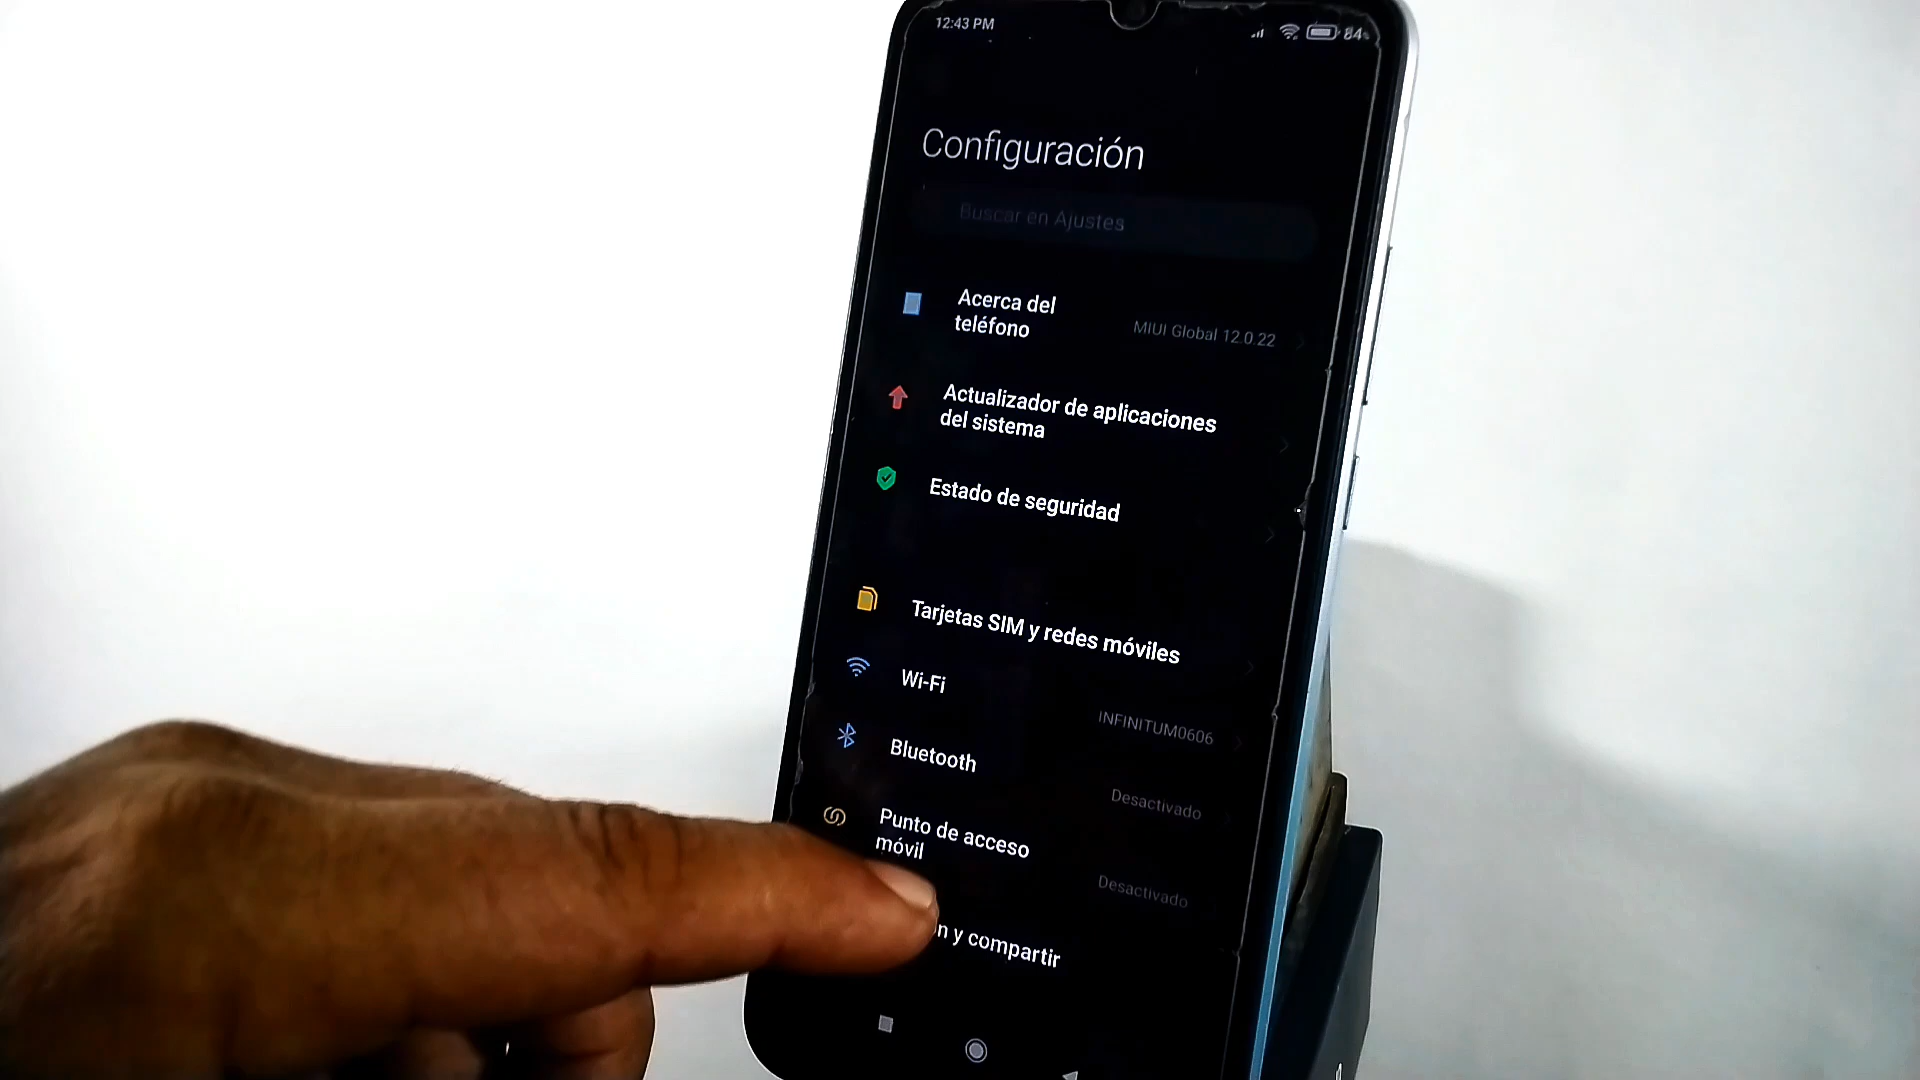 12:43 PM
84
Configuración
Buscar en Ajustes
Acerca del
teléfono
MIUI Global 12.0.22
Actualizador de aplicaciones
del sistema
Estado de seguridad
Tarjetas SIM y redes móviles
Wi-Fi
INFINITUM0606
Bluetooth
Desactivado
Punto de acceso
móvil
Desactivado
n y compartir